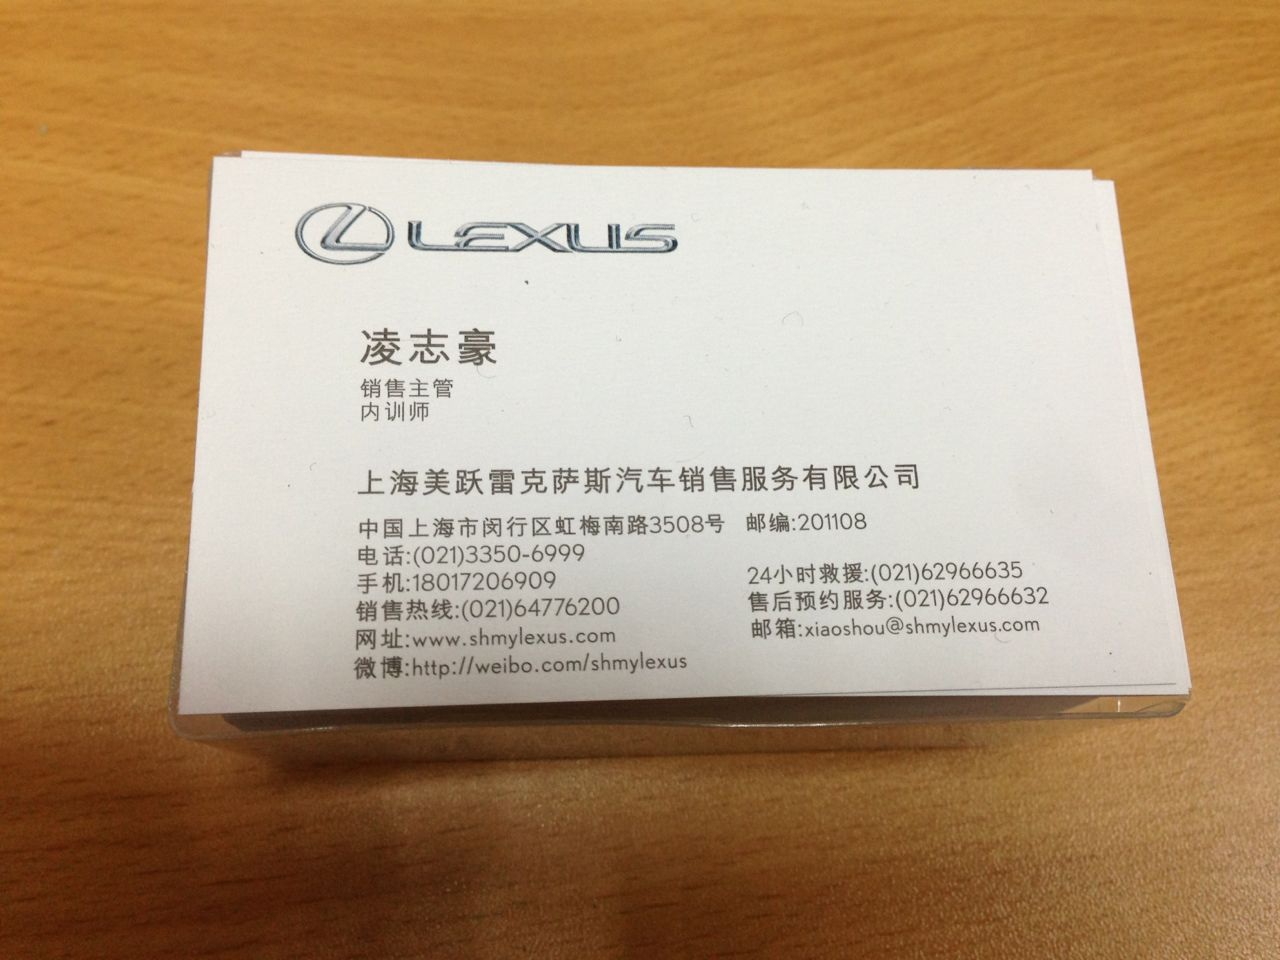 LEXUS
凌志豪
销售主管
内训师
上海美跃雷克萨斯汽车销售服务有限公司
中国上海市闵行区虹梅南路3508号 邮编:201108
电话:(021)3350-6999
手机:18017206909 24小时救援:(021)62966635
销售热线:(021)64776200 售后预约服务:(021)62966632
网址:www.shmylexus.com 邮箱:xiaoshou@shmylexus.com
微博:http://weibo.com/shmylexus